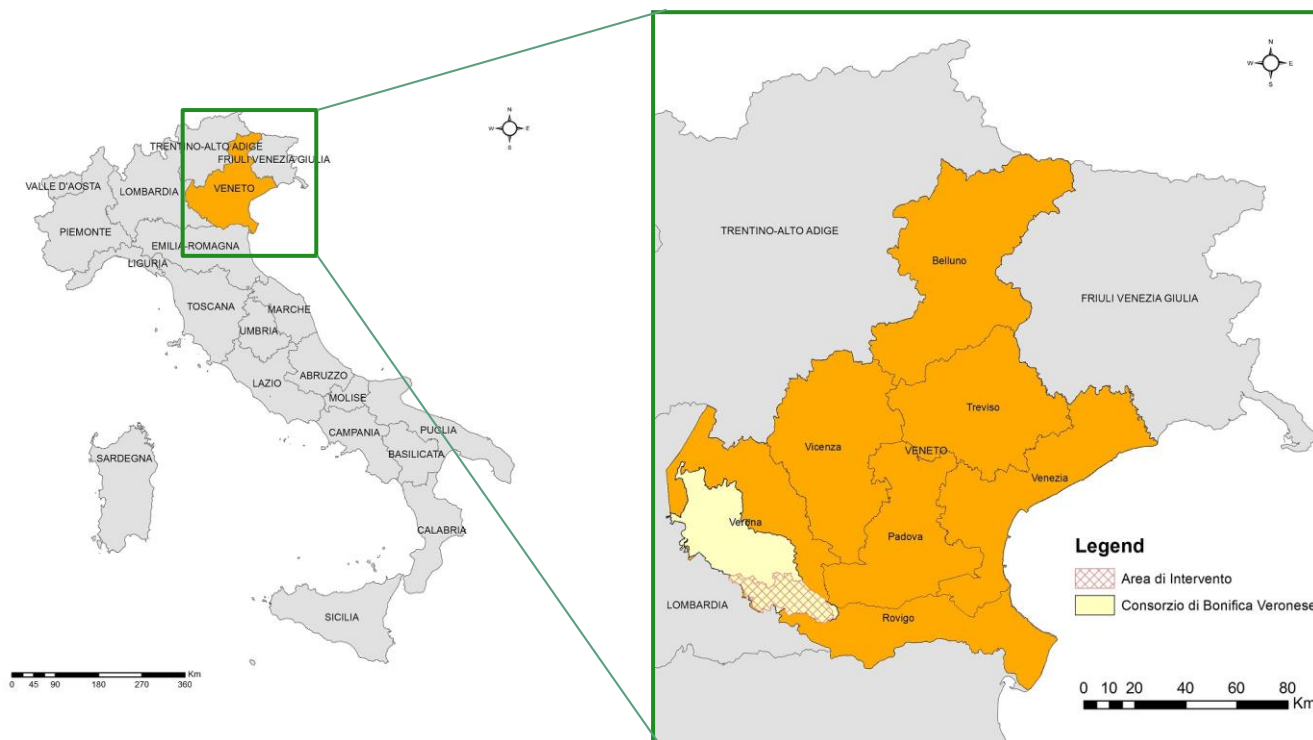 N
W E
S
TRENTINO-ALTO ADIGE
FRIULI VENEZIA GIULIA
VALLE D'AOSTA
LOMBARDIA
VENETO
PIEMONTE
EMILIA-ROMAGNA
LIGURIA
TOSCANA
MARCHE
UMBRIA
ABRUZZO
LAZIO
MOLISE
CAMPANIA
PUGLIA
BASILICATA
SARDEGNA
CALABRIA
SICILIA
Km
0 45 90 180 270 360
N
W E
S
TRENTINO-ALTO ADIGE
Belluno
FRIULI VENEZIA GIULIA
Treviso
Vicenza
VENETO
Venezia
Verona
Padova
LOMBARDIA
Rovigo
Legend
Area di Intervento
Consorzio di Bonifica Veronese
0 10 20 40 60 80
Km